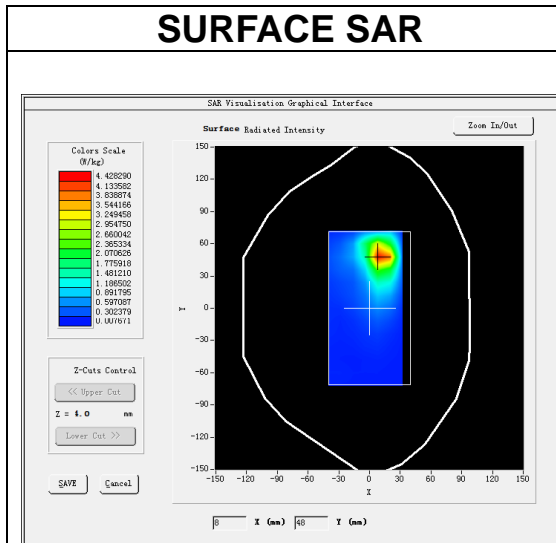 SURFACE SAR
SAR Visualisation Graphical Interface
Surface Radiated Intensity
Zoom In/Out
Colors Scale
(W/kg)
4.428290
4.133582
3.838874
3.544166
3.249458
2.954750
2.660042
2.365334
2.070626
1.775918
1.481210
1.186502
0.891795
0.597087
0.302379
0.007671
Z-Cuts Control
<< Upper Cut
Z = 4.0 mm
Lower Cut >>
SAVE Cancel
150
120
90
60
30
0
-30
-60
-90
-120
-150
Y
-150 -120 -90 -60 -30 0 30 60 90 120 150
X
8 X (mm) 48 Y (mm)